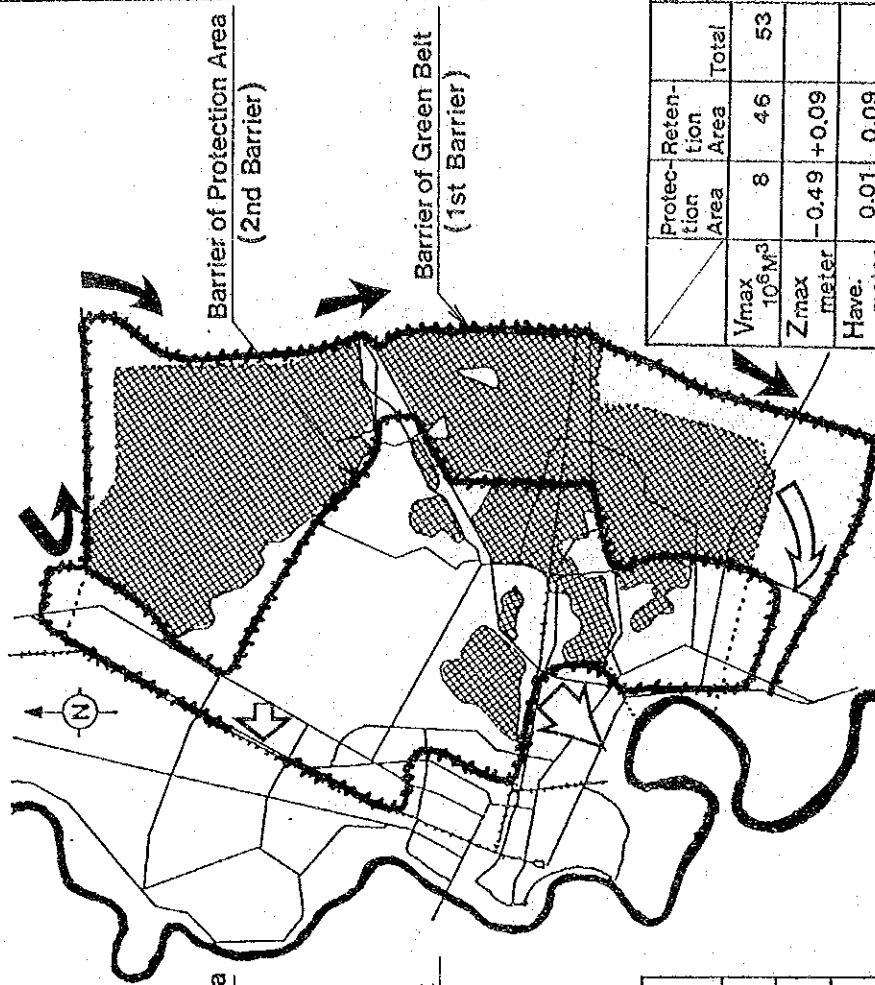 Barrier of Protection Area
(2nd Barrier)
Barrier of Green Belt
(1st Barrier)
N
a
Protec-
tion
Area
Reten-
tion
Area
Total
Vmax
10⁶M³
8
46
53
Zmax
meter
-0.49
+0.09
Have.
0.01
0.09